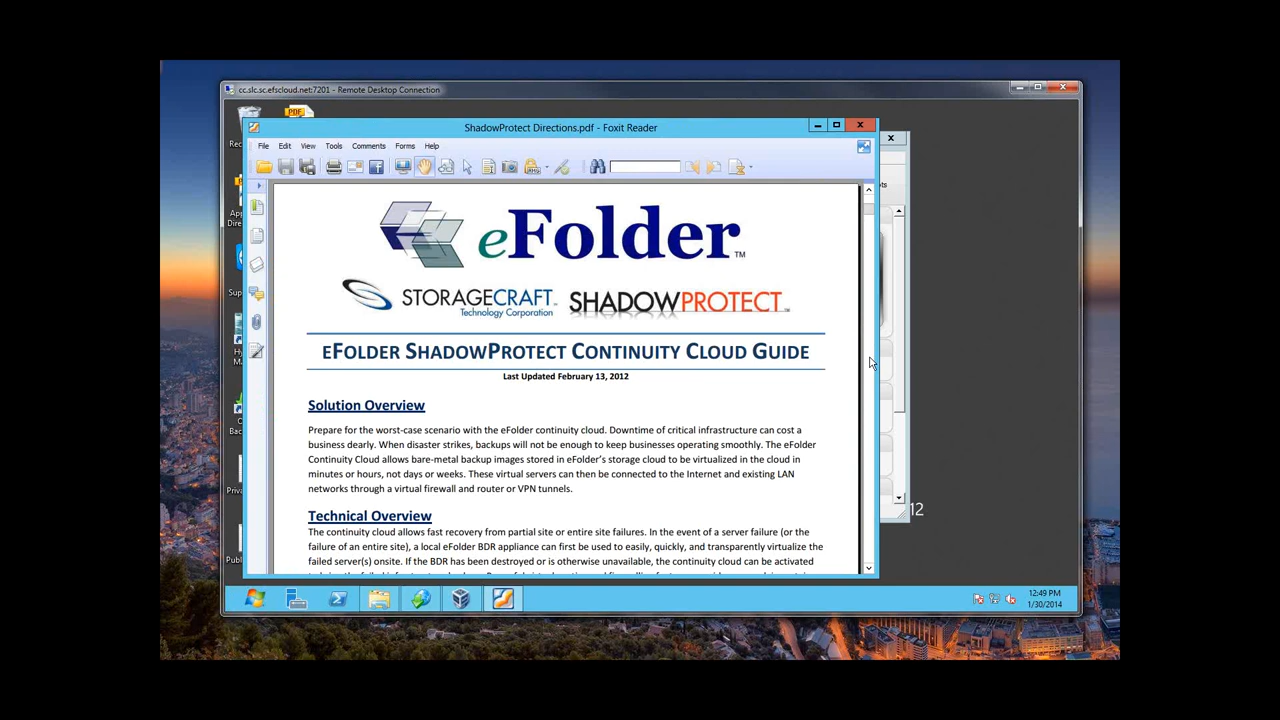 cc.slc.sc.efscloud.net:7201 - Remote Desktop Connection
PDF
ShadowProtect Directions.pdf - Foxit Reader
File Edit View Tools Comments Forms Help
eFolder™
STORAGECRAFT™ SHADOWPROTECT™
Technology Corporation
EFOLDER SHADOWPROTECT CONTINUITY CLOUD GUIDE
Last Updated February 13, 2012
Solution Overview
Prepare for the worst-case scenario with the eFolder continuity cloud. Downtime of critical infrastructure can cost a
business dearly. When disaster strikes, backups will not be enough to keep businesses operating smoothly. The eFolder
Continuity Cloud allows bare-metal backup images stored in eFolder's storage cloud to be virtualized in the cloud in
minutes or hours, not days or weeks. These virtual servers can then be connected to the Internet and existing LAN
networks through a virtual firewall and router or VPN tunnels.
Technical Overview
The continuity cloud allows fast recovery from partial site or entire site failures. In the event of a server failure (or the
failure of an entire site), a local eFolder BDR appliance can first be used to easily, quickly, and transparently virtualize the
failed server(s) onsite. If the BDR has been destroyed or is otherwise unavailable, the continuity cloud can be activated
12
12:49 PM
1/30/2014